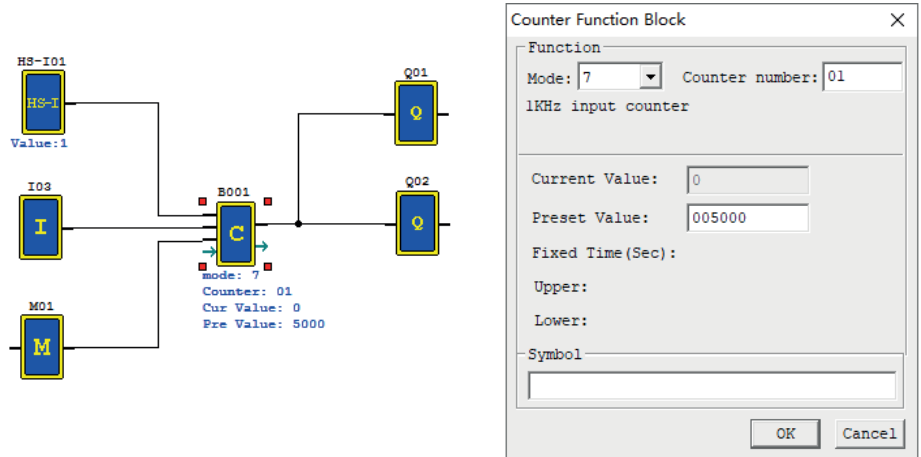 HS-I01
HS-I
Value:1
I03
I
M01
M
B001
C
mode: 7
Counter: 01
Cur Value: 0
Pre Value: 5000
Q01
Q
Q02
Q
Counter Function Block
Function
Mode: 7 Counter number: 01
1KHz input counter
Current Value: 0
Preset Value: 005000
Fixed Time(Sec):
Upper:
Lower:
Symbol
OK Cancel